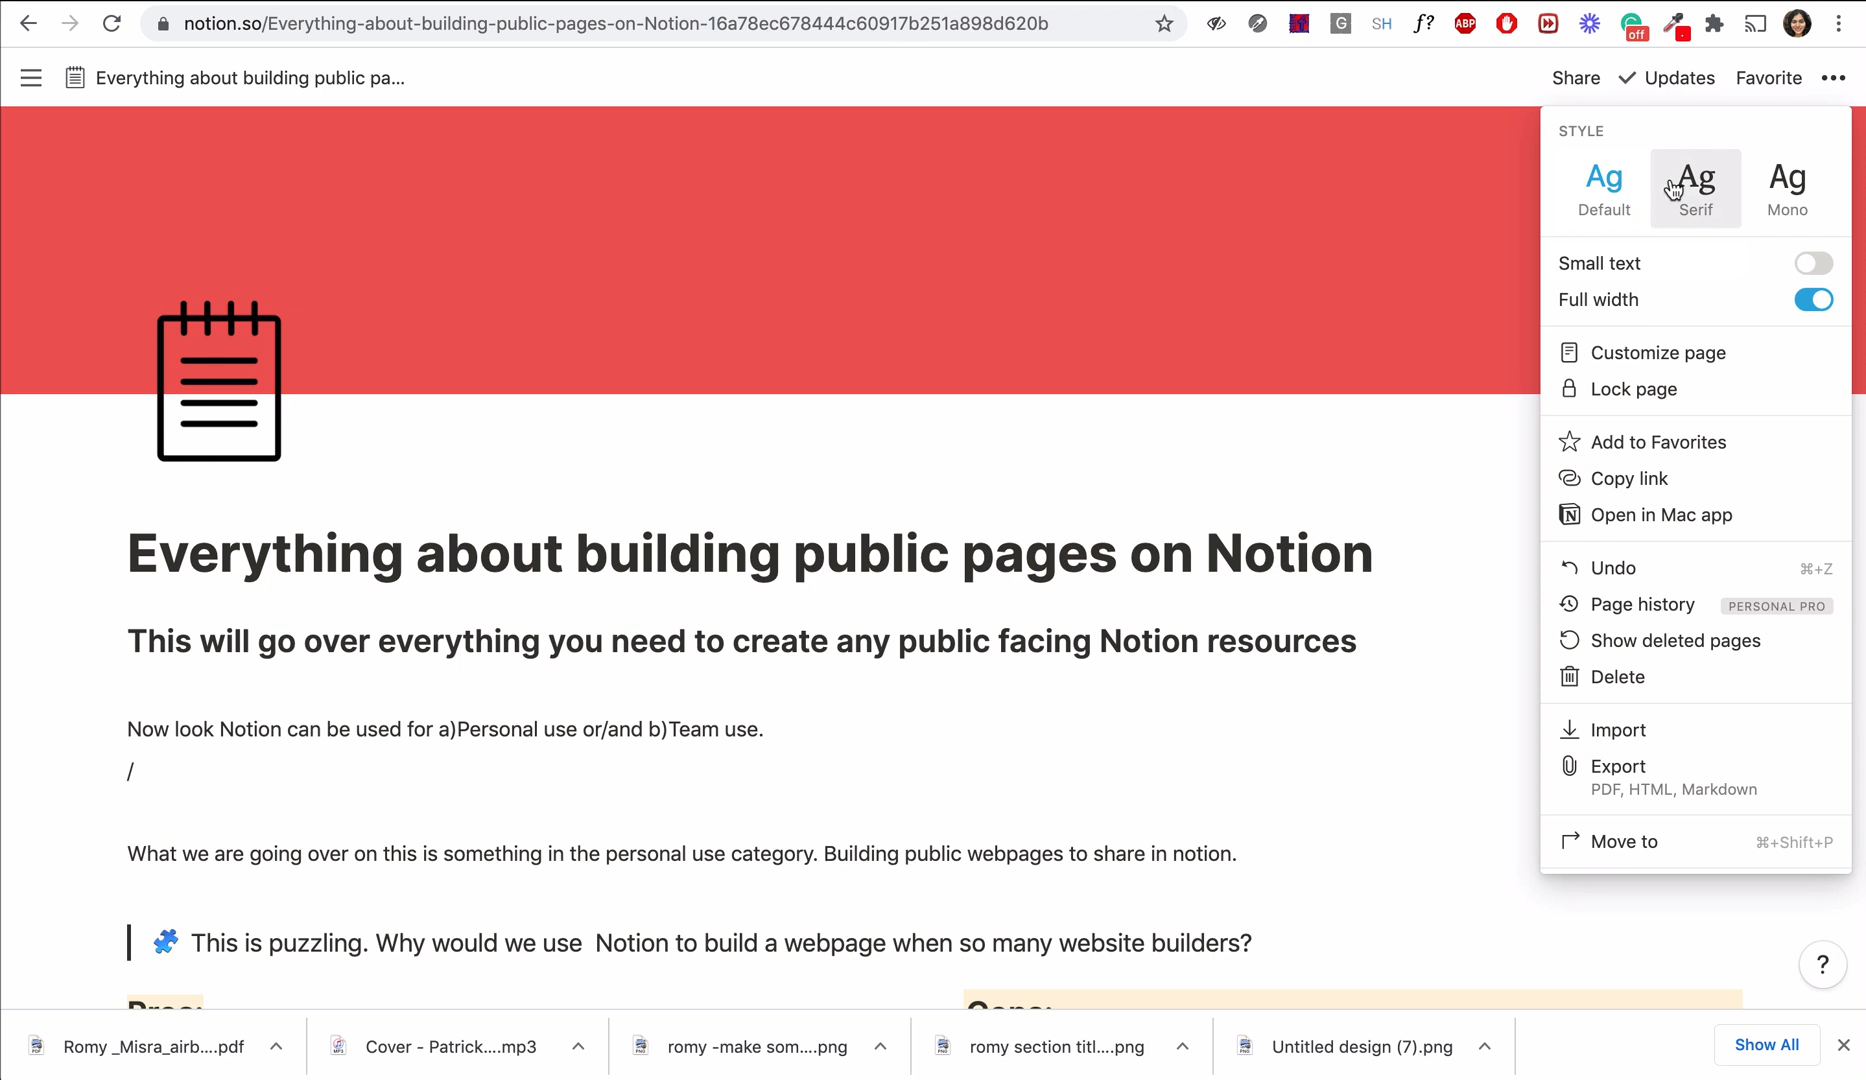 notion.so/Everything-about-building-public-pages-on-Notion-16a78ec678444c60917b251a898d620b
G
SH
f?
ABP
off
Everything about building public pa...
Share
Updates
Favorite
STYLE
Ag
Ag
Ag
Default
Serif
Mono
Small text
Full width
Customize page
Lock page
Add to Favorites
Copy link
Open in Mac app
Undo ⌘+Z
Page history PERSONAL PRO
Show deleted pages
Delete
Import
Export
PDF, HTML, Markdown
Move to ⌘+Shift+P
Everything about building public pages on Notion
This will go over everything you need to create any public facing Notion resources
Now look Notion can be used for a)Personal use or/and b)Team use.
/
What we are going over on this is something in the personal use category. Building public webpages to share in notion.
This is puzzling. Why would we use  Notion to build a webpage when so many website builders?
Pros:
Cons:
?
Romy _Misra_airb....pdf
Cover - Patrick....mp3
romy -make som....png
romy section titl....png
Untitled design (7).png
Show All